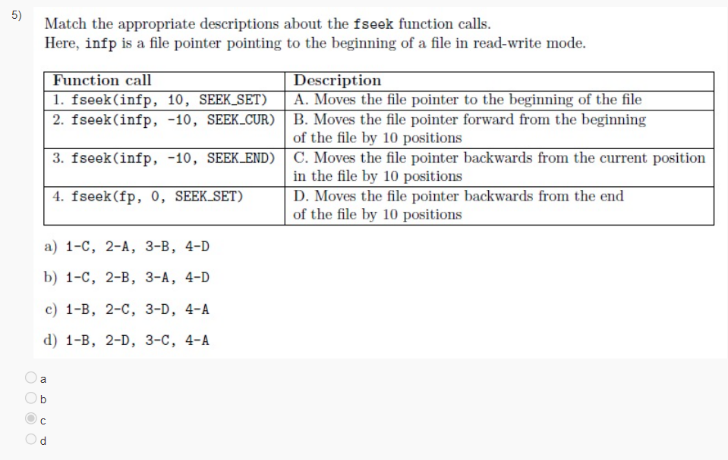 5)
Match the appropriate descriptions about the fseek function calls.
Here, infp is a file pointer pointing to the beginning of a file in read-write mode.
Function call Description
1. fseek(infp, 10, SEEK_SET) A. Moves the file pointer to the beginning of the file
2. fseek(infp, -10, SEEK_CUR) B. Moves the file pointer forward from the beginning
of the file by 10 positions
3. fseek(infp, -10, SEEK_END) C. Moves the file pointer backwards from the current position
in the file by 10 positions
4. fseek(fp, 0, SEEK_SET) D. Moves the file pointer backwards from the end
of the file by 10 positions
a) 1-C, 2-A, 3-B, 4-D
b) 1-C, 2-B, 3-A, 4-D
c) 1-B, 2-C, 3-D, 4-A
d) 1-B, 2-D, 3-C, 4-A
a
b
c
d